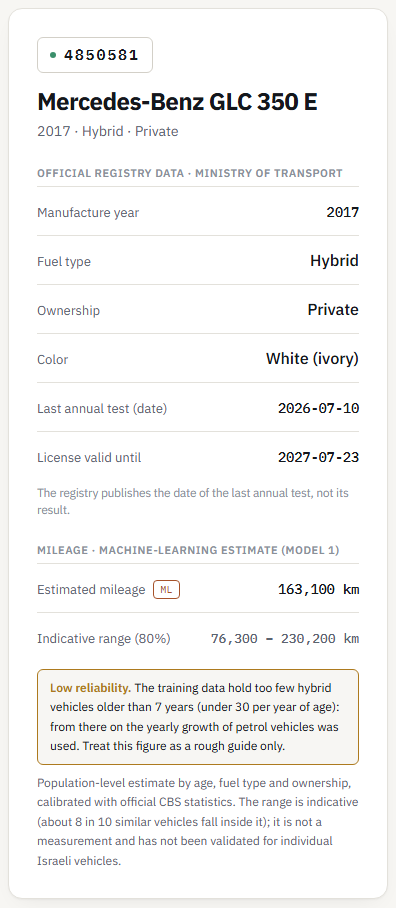 4850581
Mercedes-Benz GLC 350 E
2017 · Hybrid · Private
OFFICIAL REGISTRY DATA · MINISTRY OF TRANSPORT
Manufacture year 2017
Fuel type Hybrid
Ownership Private
Color White (ivory)
Last annual test (date) 2026-07-10
License valid until 2027-07-23
The registry publishes the date of the last annual test, not its
result.
MILEAGE · MACHINE-LEARNING ESTIMATE (MODEL 1)
Estimated mileage ML 163,100 km
Indicative range (80%) 76,300 – 230,200 km
Low reliability. The training data hold too few hybrid
vehicles older than 7 years (under 30 per year of age):
from there on the yearly growth of petrol vehicles was
used. Treat this figure as a rough guide only.
Population-level estimate by age, fuel type and ownership,
calibrated with official CBS statistics. The range is indicative
(about 8 in 10 similar vehicles fall inside it); it is not a
measurement and has not been validated for individual
Israeli vehicles.